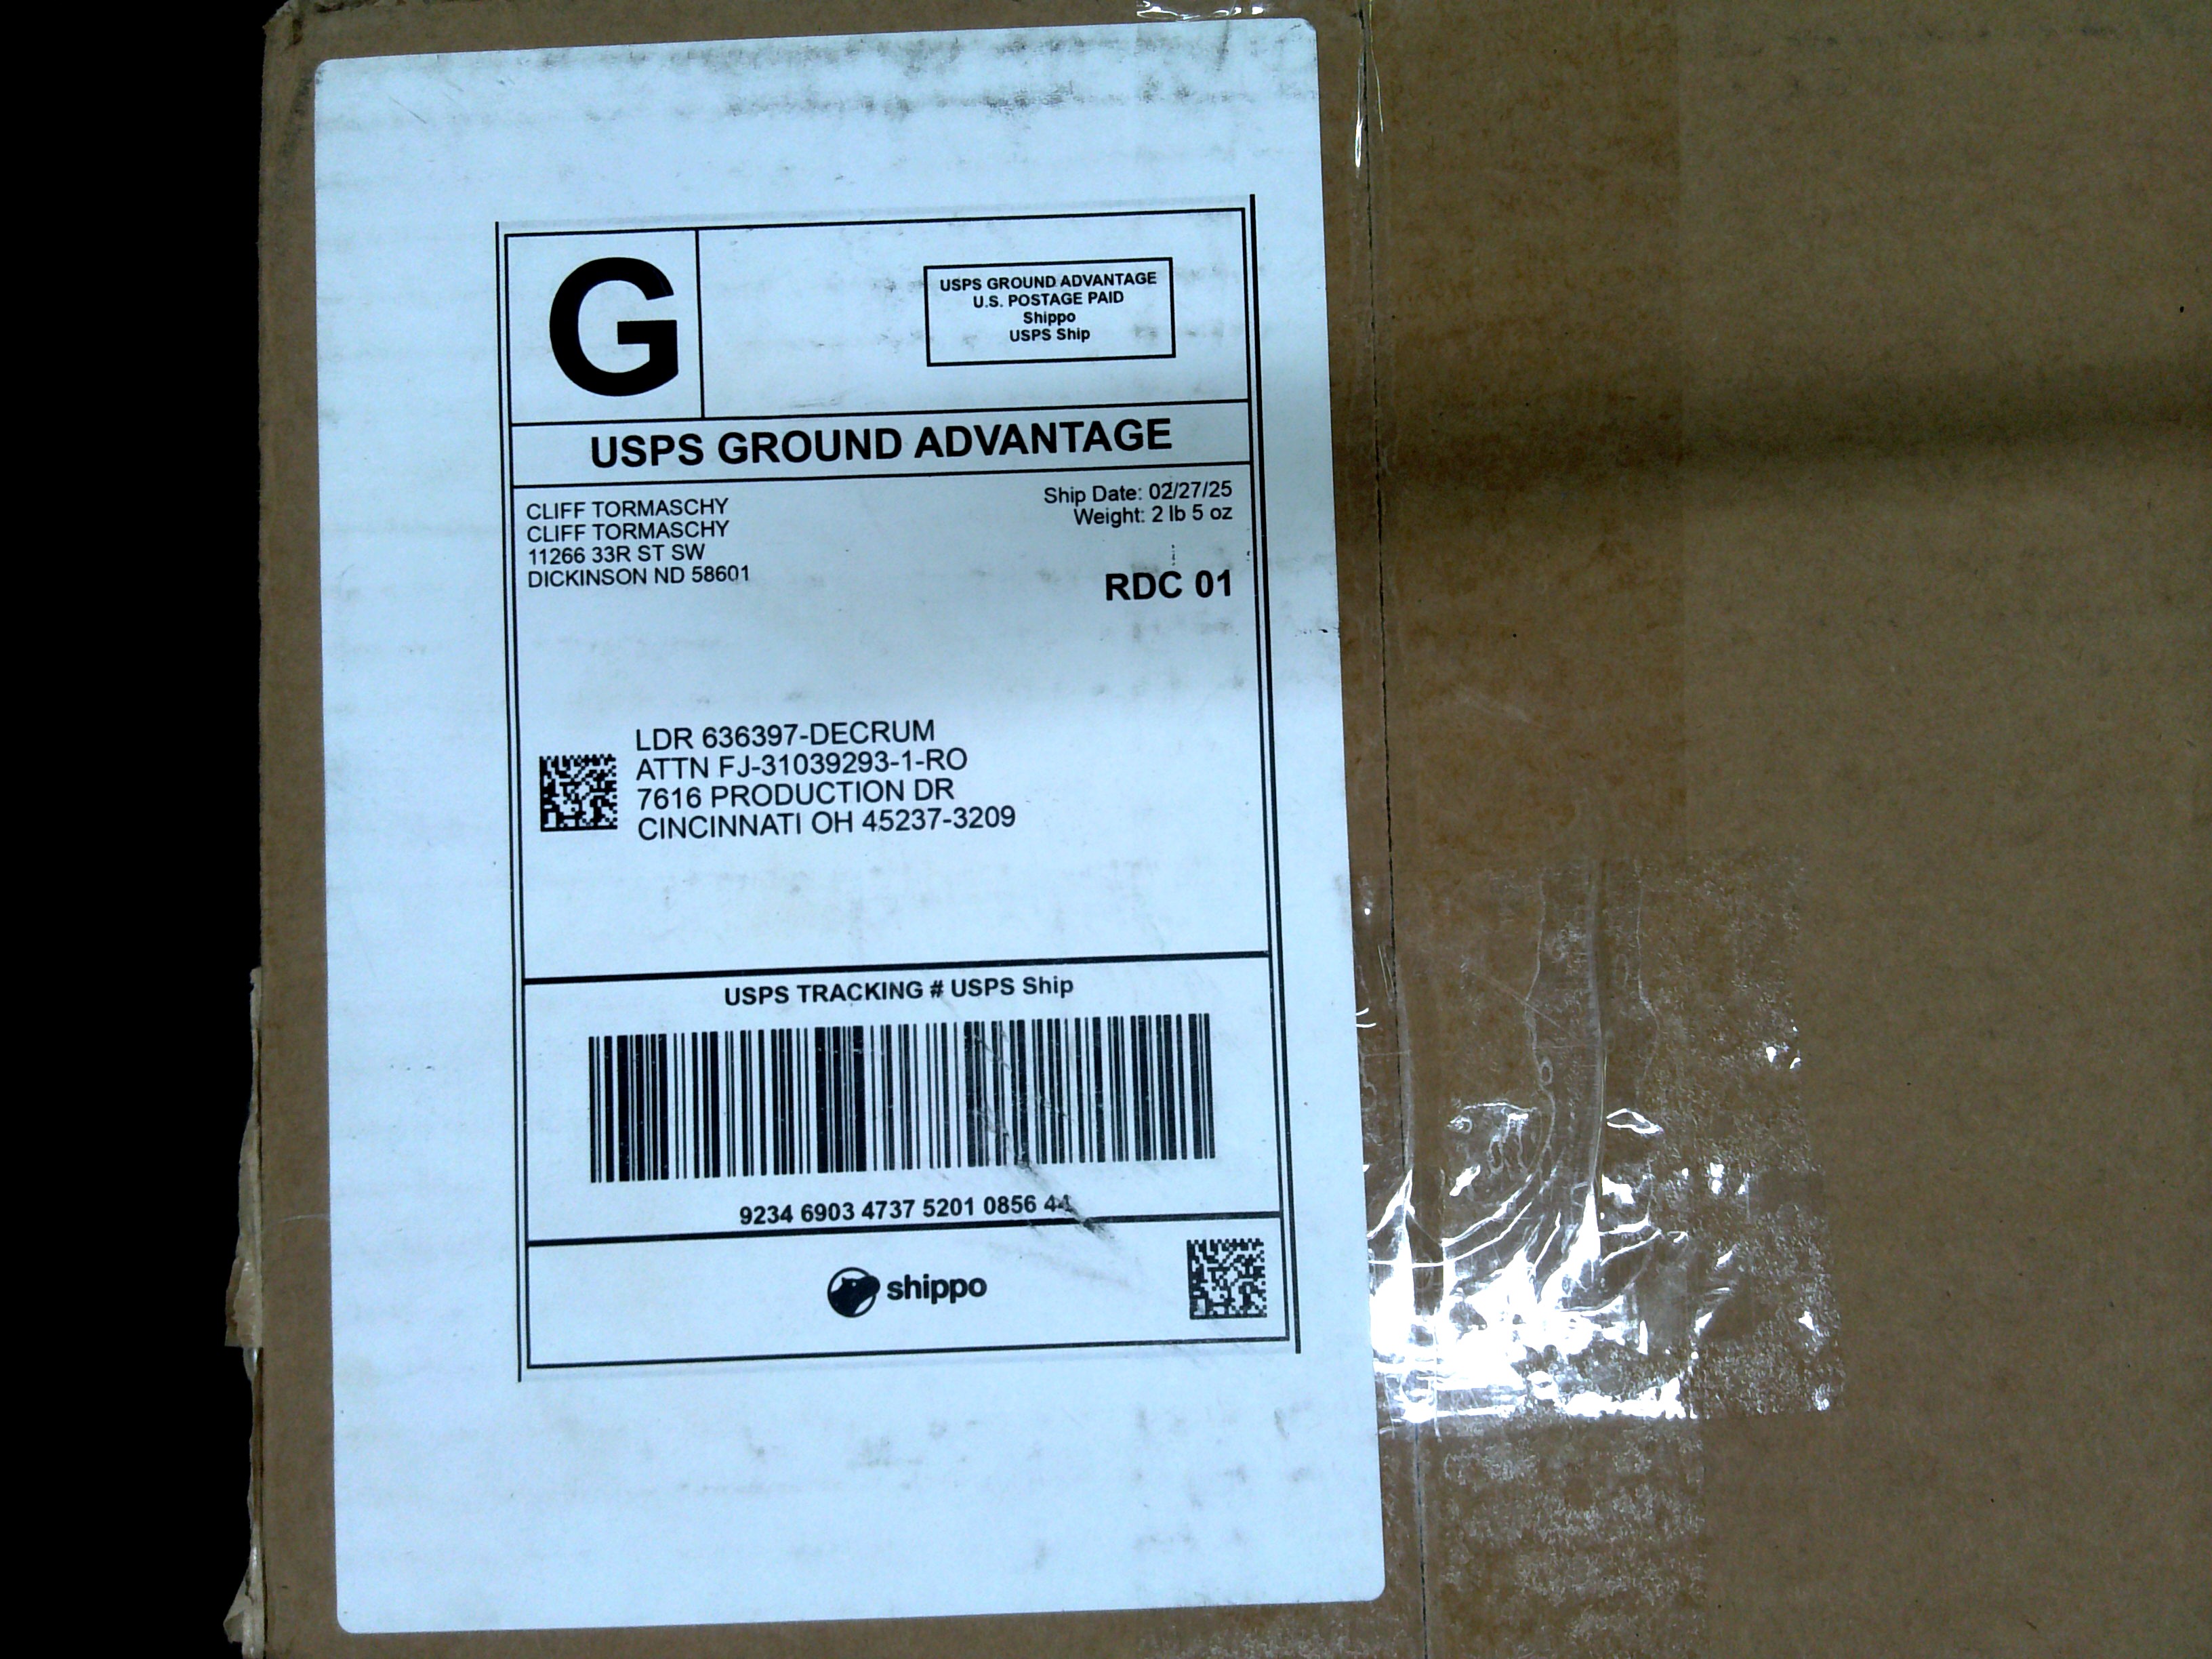 G
USPS GROUND ADVANTAGE
U.S. POSTAGE PAID
Shippo
USPS Ship
USPS GROUND ADVANTAGE
CLIFF TORMASCHY
CLIFF TORMASCHY
11266 33R ST SW
DICKINSON ND 58601
Ship Date: 02/27/25
Weight: 2 lb 5 oz
RDC 01
LDR 636397-DECRUM
ATTN FJ-31039293-1-RO
7616 PRODUCTION DR
CINCINNATI OH 45237-3209
USPS TRACKING # USPS Ship
9234 6903 4737 5201 0856 44
shippo